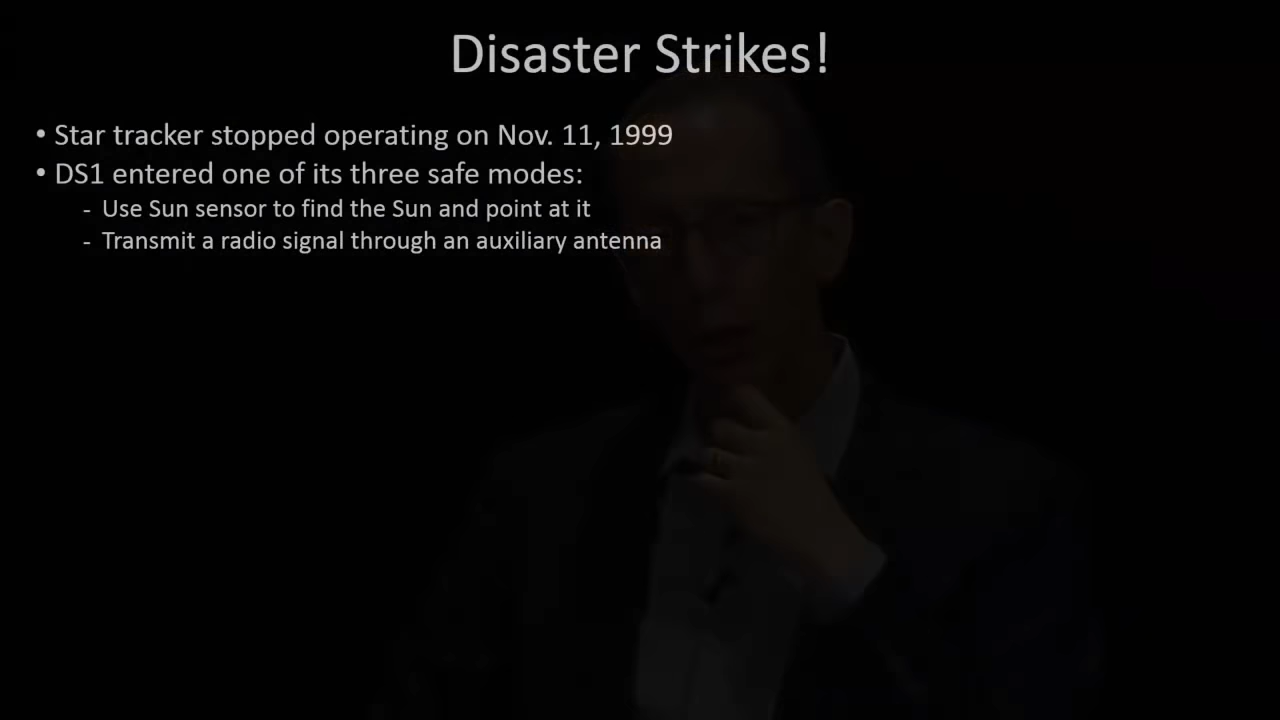 Disaster Strikes!
• Star tracker stopped operating on Nov. 11, 1999
• DS1 entered one of its three safe modes:
- Use Sun sensor to find the Sun and point at it
- Transmit a radio signal through an auxiliary antenna